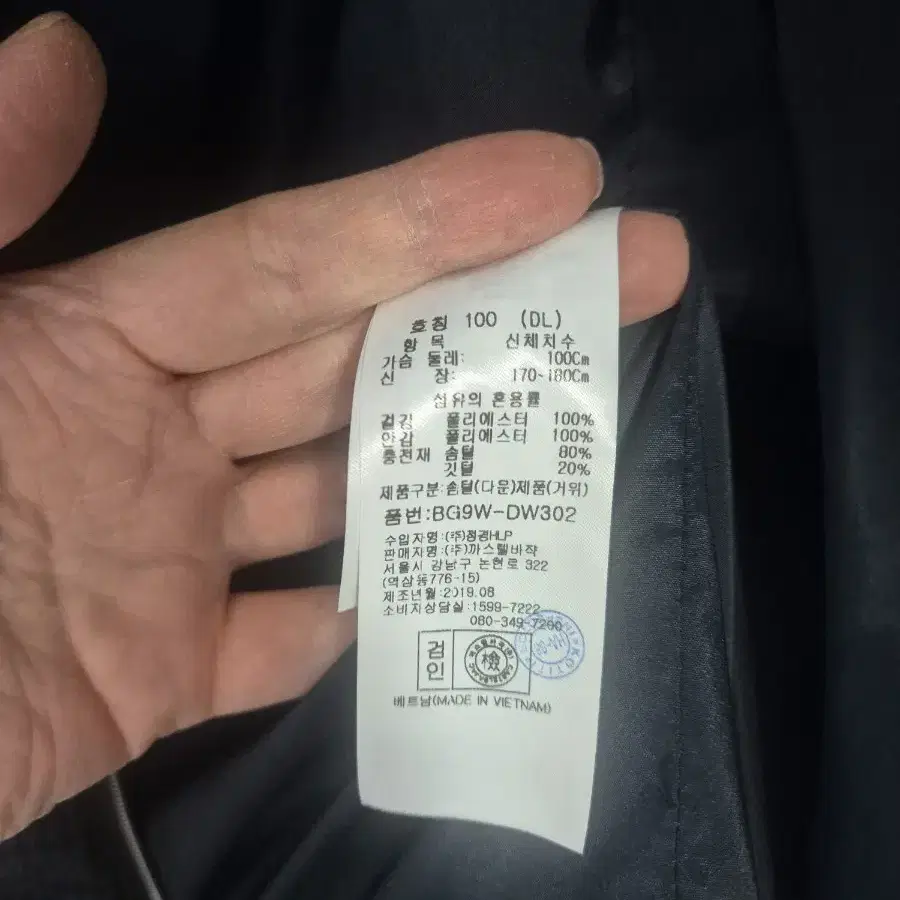 호칭 100 (DL)
항 목 신체치수
가슴 둘레: 100Cm
신 장: 170~180Cm
섬유의 혼용률
겉감 폴리에스터 100%
안감 폴리에스터 100%
충전재 솜털 80%
깃털 20%
제품구분:솜털(다운)제품(거위)
품번:BG9W-DW302
수입자명:(주)정광HLP
판매자명:(주)까스텔바쟉
서울시 강남구 논현로 322
(역삼동776-15)
제조년월:2019.08
소비자상담실:1599-7222
080-349-7200
검인
檢
베트남(MADE IN VIETNAM)